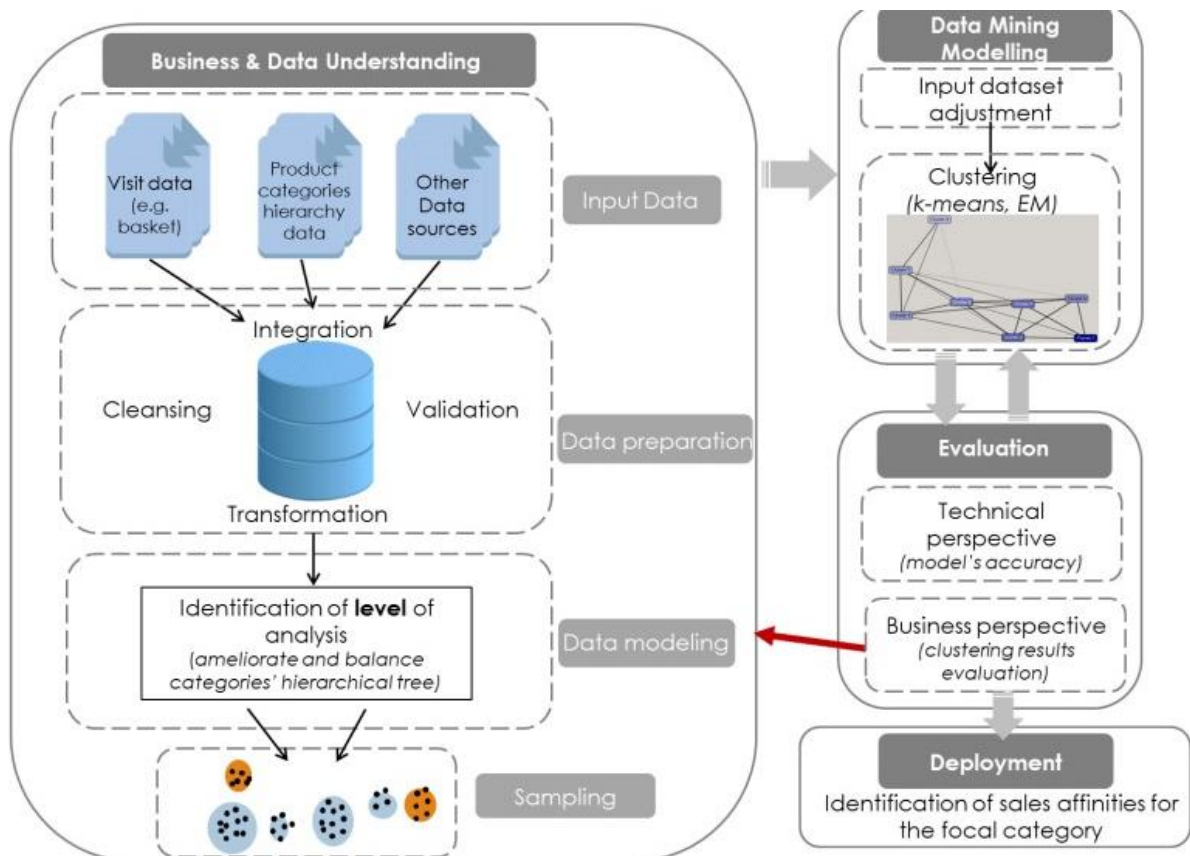 Business & Data Understanding
Visit data
(e.g.
basket)
Product
categories
hierarchy
data
Other
Data
sources
Input Data
Integration
Cleansing
Validation
Transformation
Data preparation
Identification of level of
analysis
(ameliorate and balance
categories' hierarchical tree)
Data modeling
Sampling
Data Mining
Modelling
Input dataset
adjustment
Clustering
(k-means, EM)
Evaluation
Technical
perspective
(model's accuracy)
Business perspective
(clustering results
evaluation)
Deployment
Identification of sales affinities for
the focal category